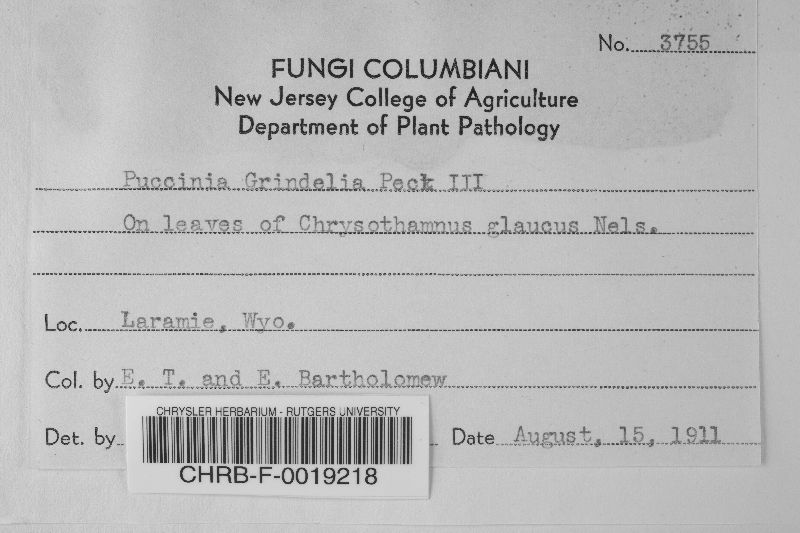 No. 3755
FUNGI COLUMBIANI
New Jersey College of Agriculture
Department of Plant Pathology
Puccinia Grindelia Peck III
On leaves of Chrysothamnus glaucus Nels.
Loc. Laramie, Wyo.
Col. by E. T. and E. Bartholomew
Det. by
Date August, 15, 1911
CHRYSLER HERBARIUM - RUTGERS UNIVERSITY
CHRB-F-0019218